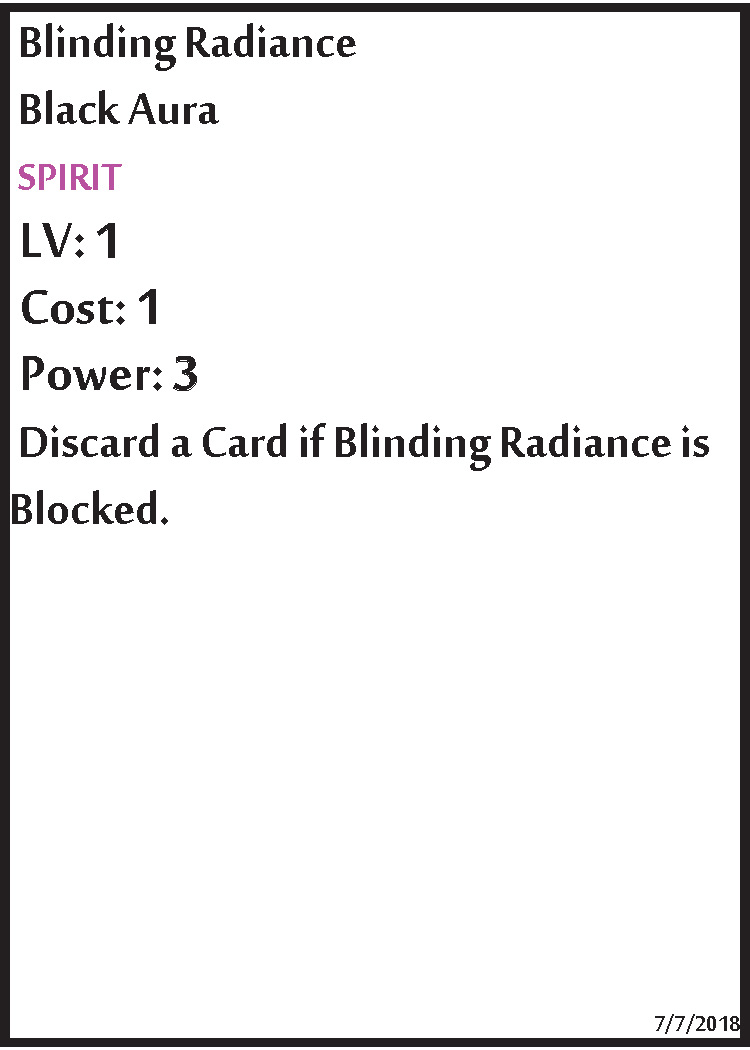 Blinding Radiance
Black Aura
SPIRIT
LV: 1
Cost: 1
Power: 3
Discard a Card if Blinding Radiance is
Blocked.
7/7/2018